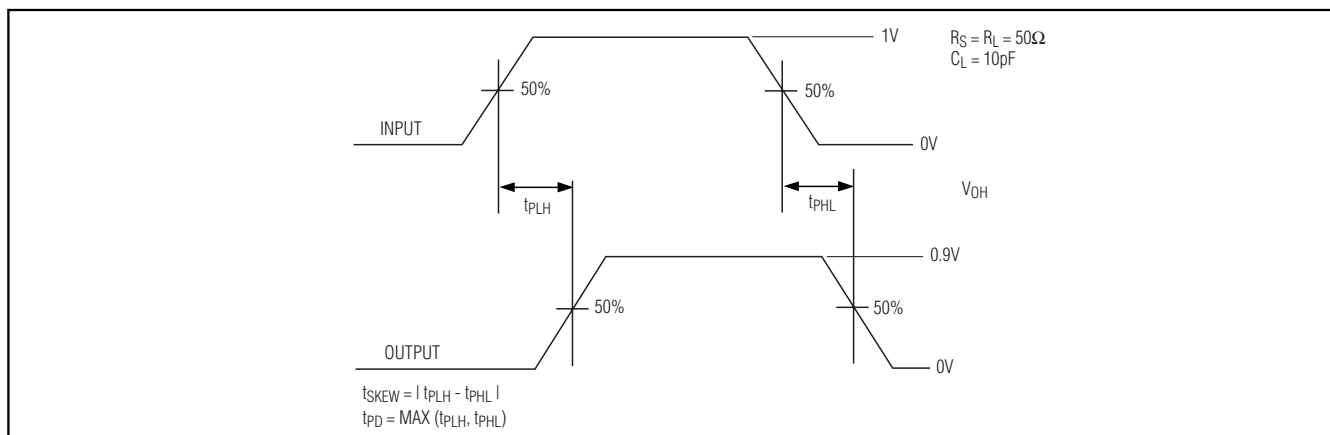 1V
R_S = R_L = 50Ω
C_L = 10pF
50%
50%
INPUT
0V
t_PLH
t_PHL
V_OH
0.9V
50%
50%
OUTPUT
0V
t_SKEW = | t_PLH - t_PHL |
t_PD = MAX (t_PLH, t_PHL)